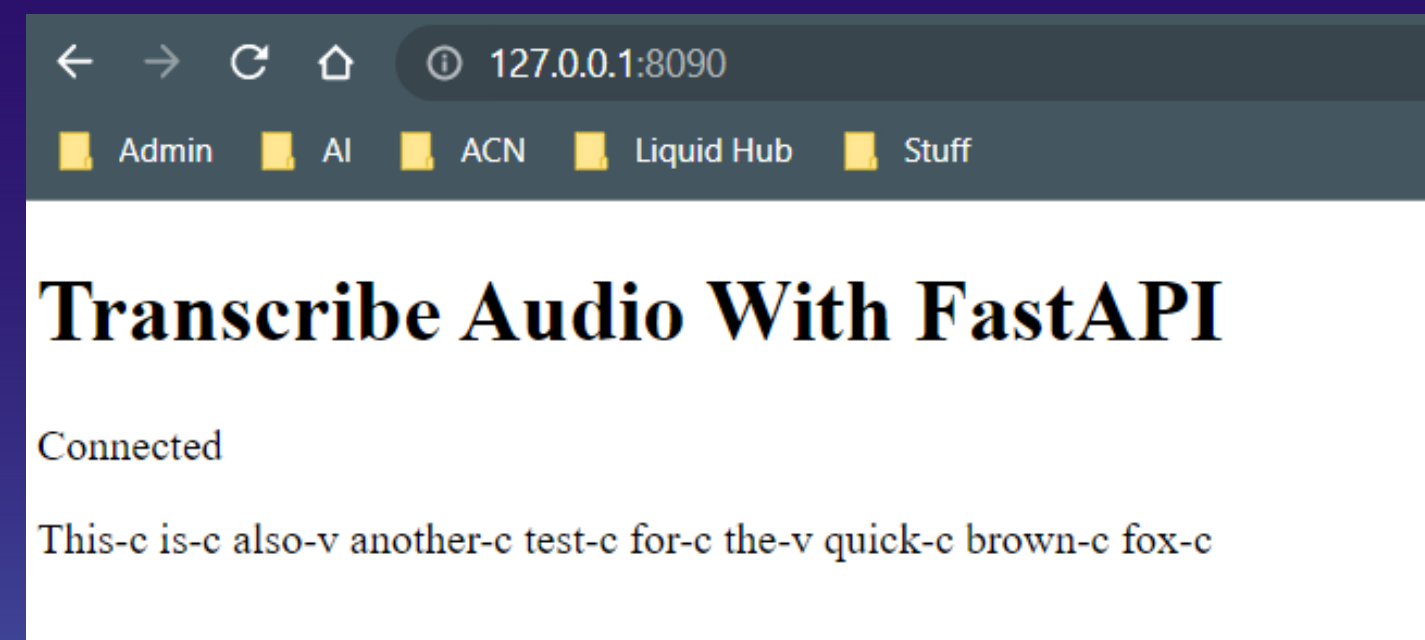 127.0.0.1:8090
Admin AI ACN Liquid Hub Stuff
Transcribe Audio With FastAPI
Connected
This-c is-c also-v another-c test-c for-c the-v quick-c brown-c fox-c